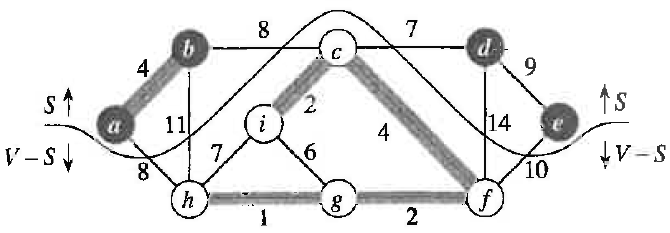 8 7
b c d
4 9
S ↑ 2 ↑ S
a 11 i 4 14 e
V – S ↓ 8 7 6 10 ↓ V – S
h g f
1 2